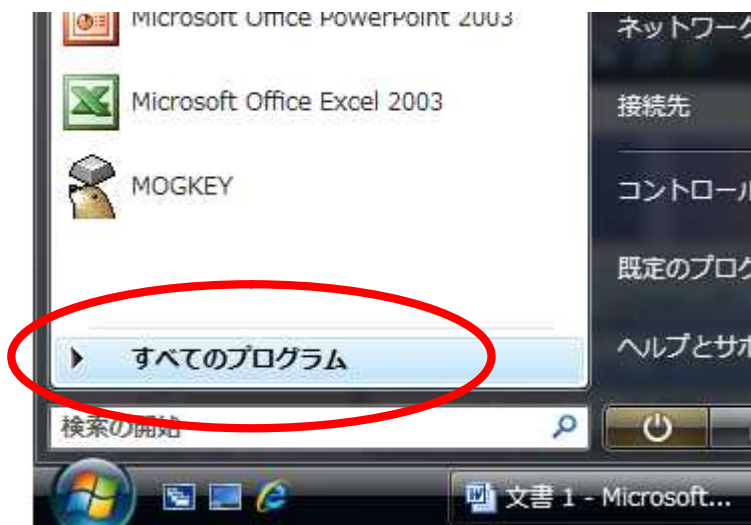 Microsoft Office PowerPoint 2003
Microsoft Office Excel 2003
MOGKEY
すべてのプログラム
検索の開始
ネットワーク
接続先
コントロール
既定のプログ
ヘルプとサポ
文書 1 - Microsoft...